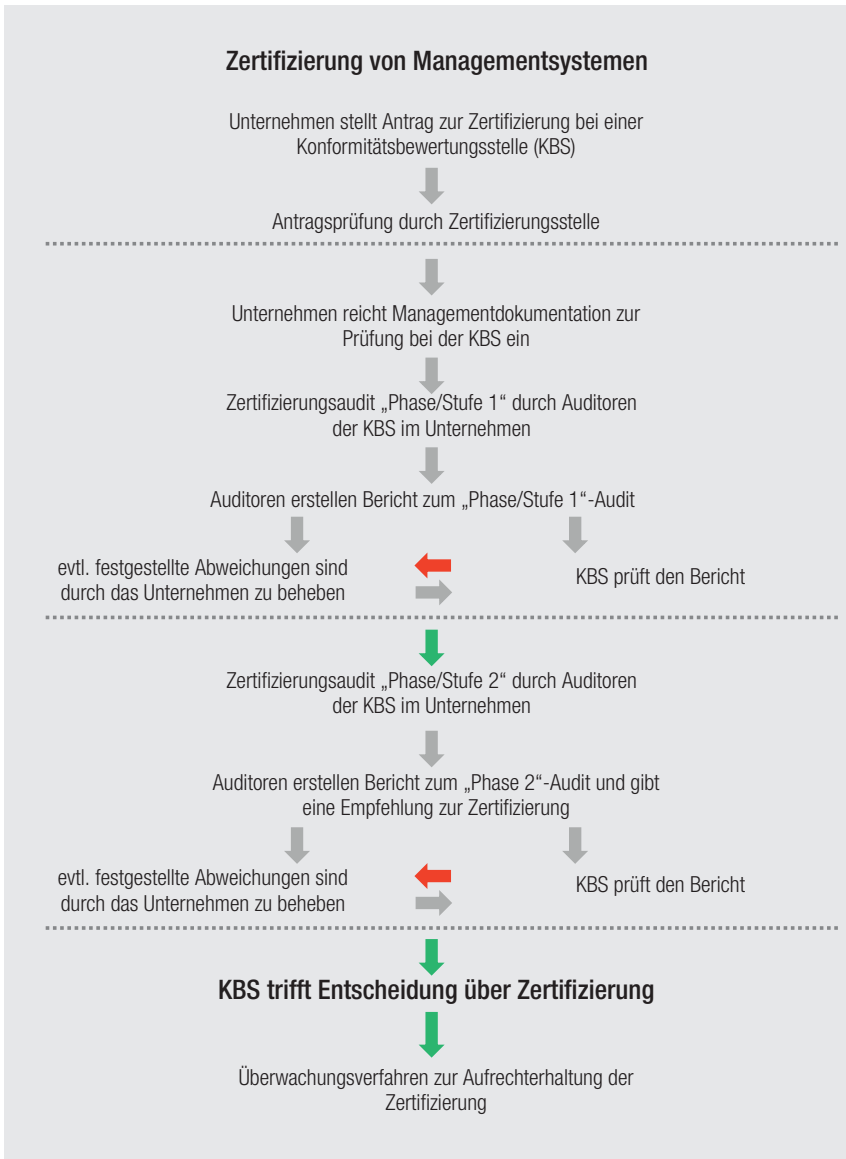 Zertifizierung von Managementsystemen
Unternehmen stellt Antrag zur Zertifizierung bei einer
Konformitätsbewertungsstelle (KBS)
Antragsprüfung durch Zertifizierungsstelle
Unternehmen reicht Managementdokumentation zur
Prüfung bei der KBS ein
Zertifizierungsaudit „Phase/Stufe 1“ durch Auditoren
der KBS im Unternehmen
Auditoren erstellen Bericht zum „Phase/Stufe 1“-Audit
evtl. festgestellte Abweichungen sind
durch das Unternehmen zu beheben
KBS prüft den Bericht
Zertifizierungsaudit „Phase/Stufe 2“ durch Auditoren
der KBS im Unternehmen
Auditoren erstellen Bericht zum „Phase 2“-Audit und gibt
eine Empfehlung zur Zertifizierung
evtl. festgestellte Abweichungen sind
durch das Unternehmen zu beheben
KBS prüft den Bericht
KBS trifft Entscheidung über Zertifizierung
Überwachungsverfahren zur Aufrechterhaltung der
Zertifizierung